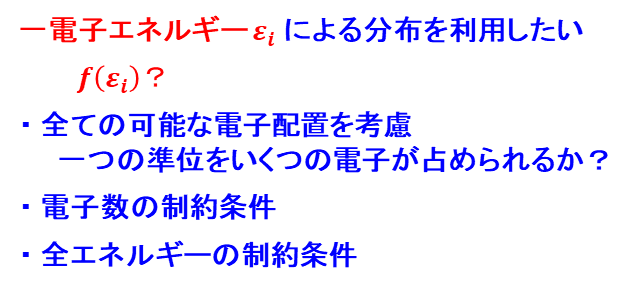 一電子エネルギーεᵢ による分布を利用したい
f(εᵢ)?
・全ての可能な電子配置を考慮
一つの準位をいくつの電子が占められるか?
・電子数の制約条件
・全エネルギーの制約条件